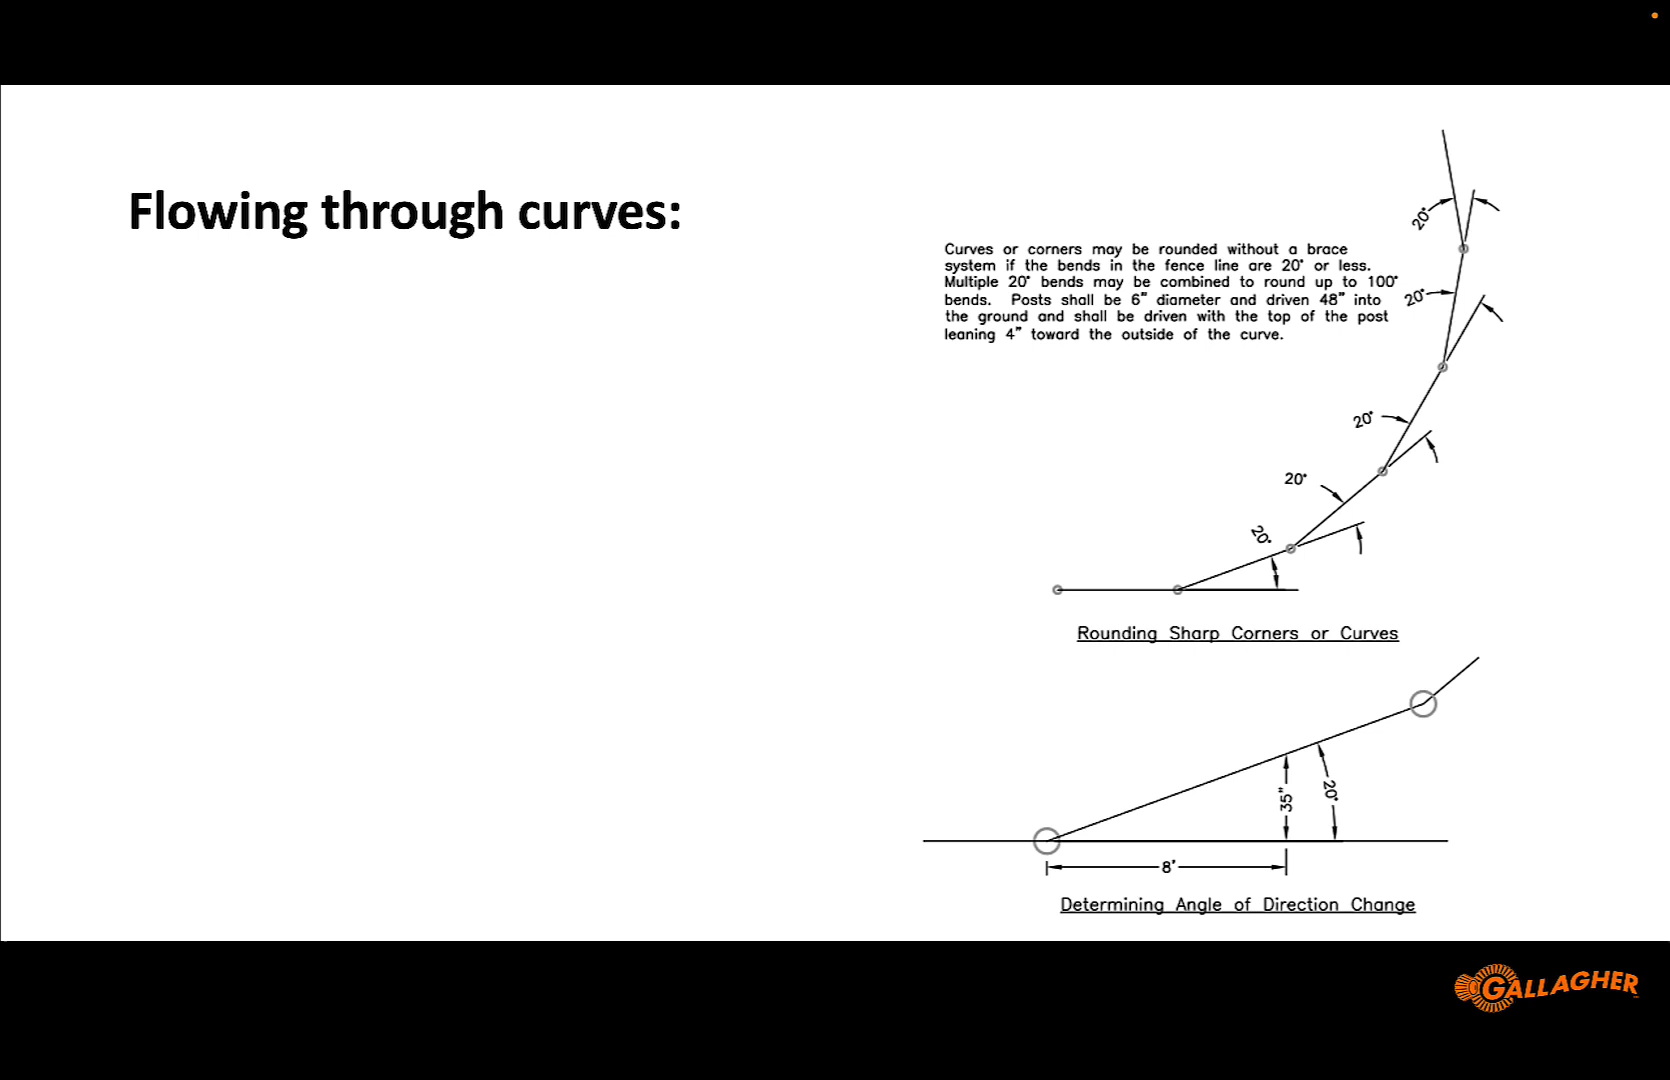 Flowing through curves:
Curves or corners may be rounded without a brace
system if the bends in the fence line are 20° or less.
Multiple 20° bends may be combined to round up to 100°
bends. Posts shall be 6" diameter and driven 48" into
the ground and shall be driven with the top of the post
leaning 4" toward the outside of the curve.
20°
20°
20°
20°
20°
Rounding Sharp Corners or Curves
35"
20°
8'
Determining Angle of Direction Change
GALLAGHER